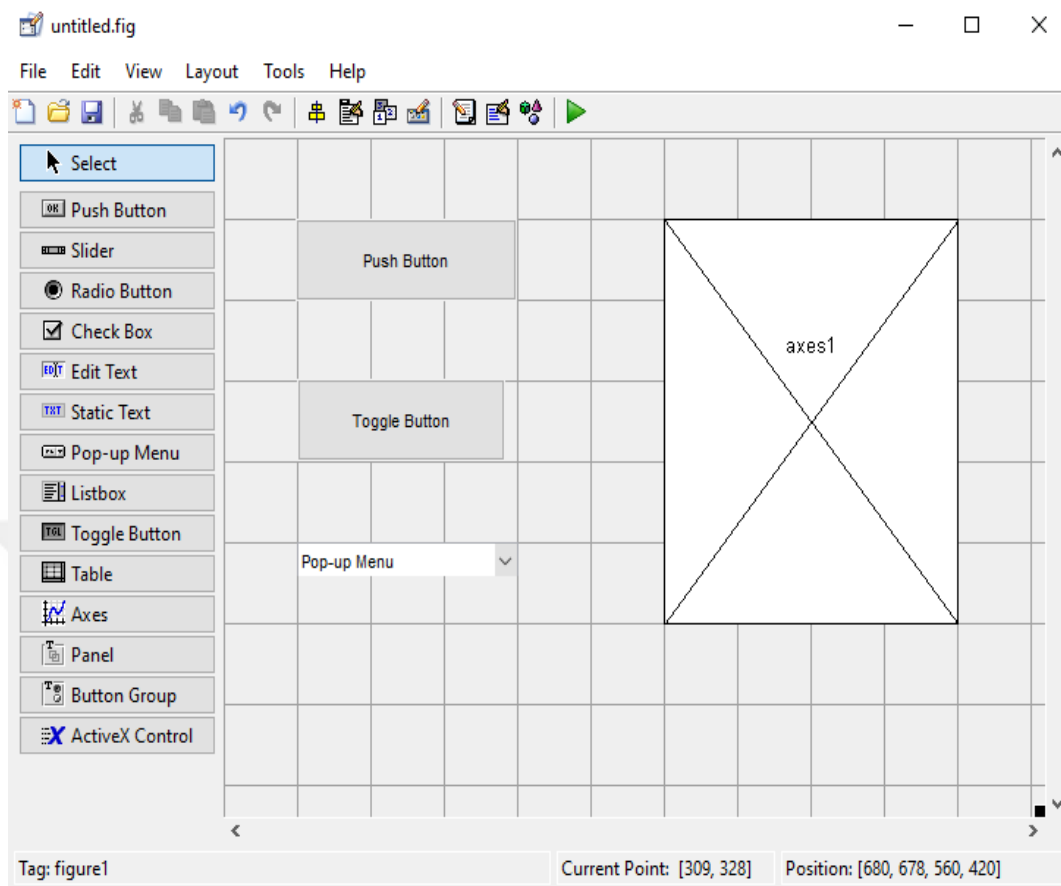 untitled.fig
File Edit View Layout Tools Help
Select
Push Button
Slider
Radio Button
Check Box
Edit Text
Static Text
Pop-up Menu
Listbox
Toggle Button
Table
Axes
Panel
Button Group
ActiveX Control
Push Button
Toggle Button
Pop-up Menu
axes1
Tag: figure1 Current Point: [309, 328] Position: [680, 678, 560, 420]